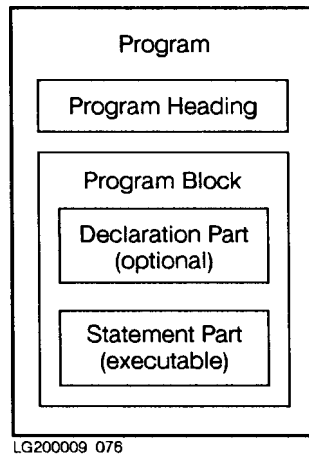 Program
Program Heading
Program Block
Declaration Part
(optional)
Statement Part
(executable)
LG200009_076